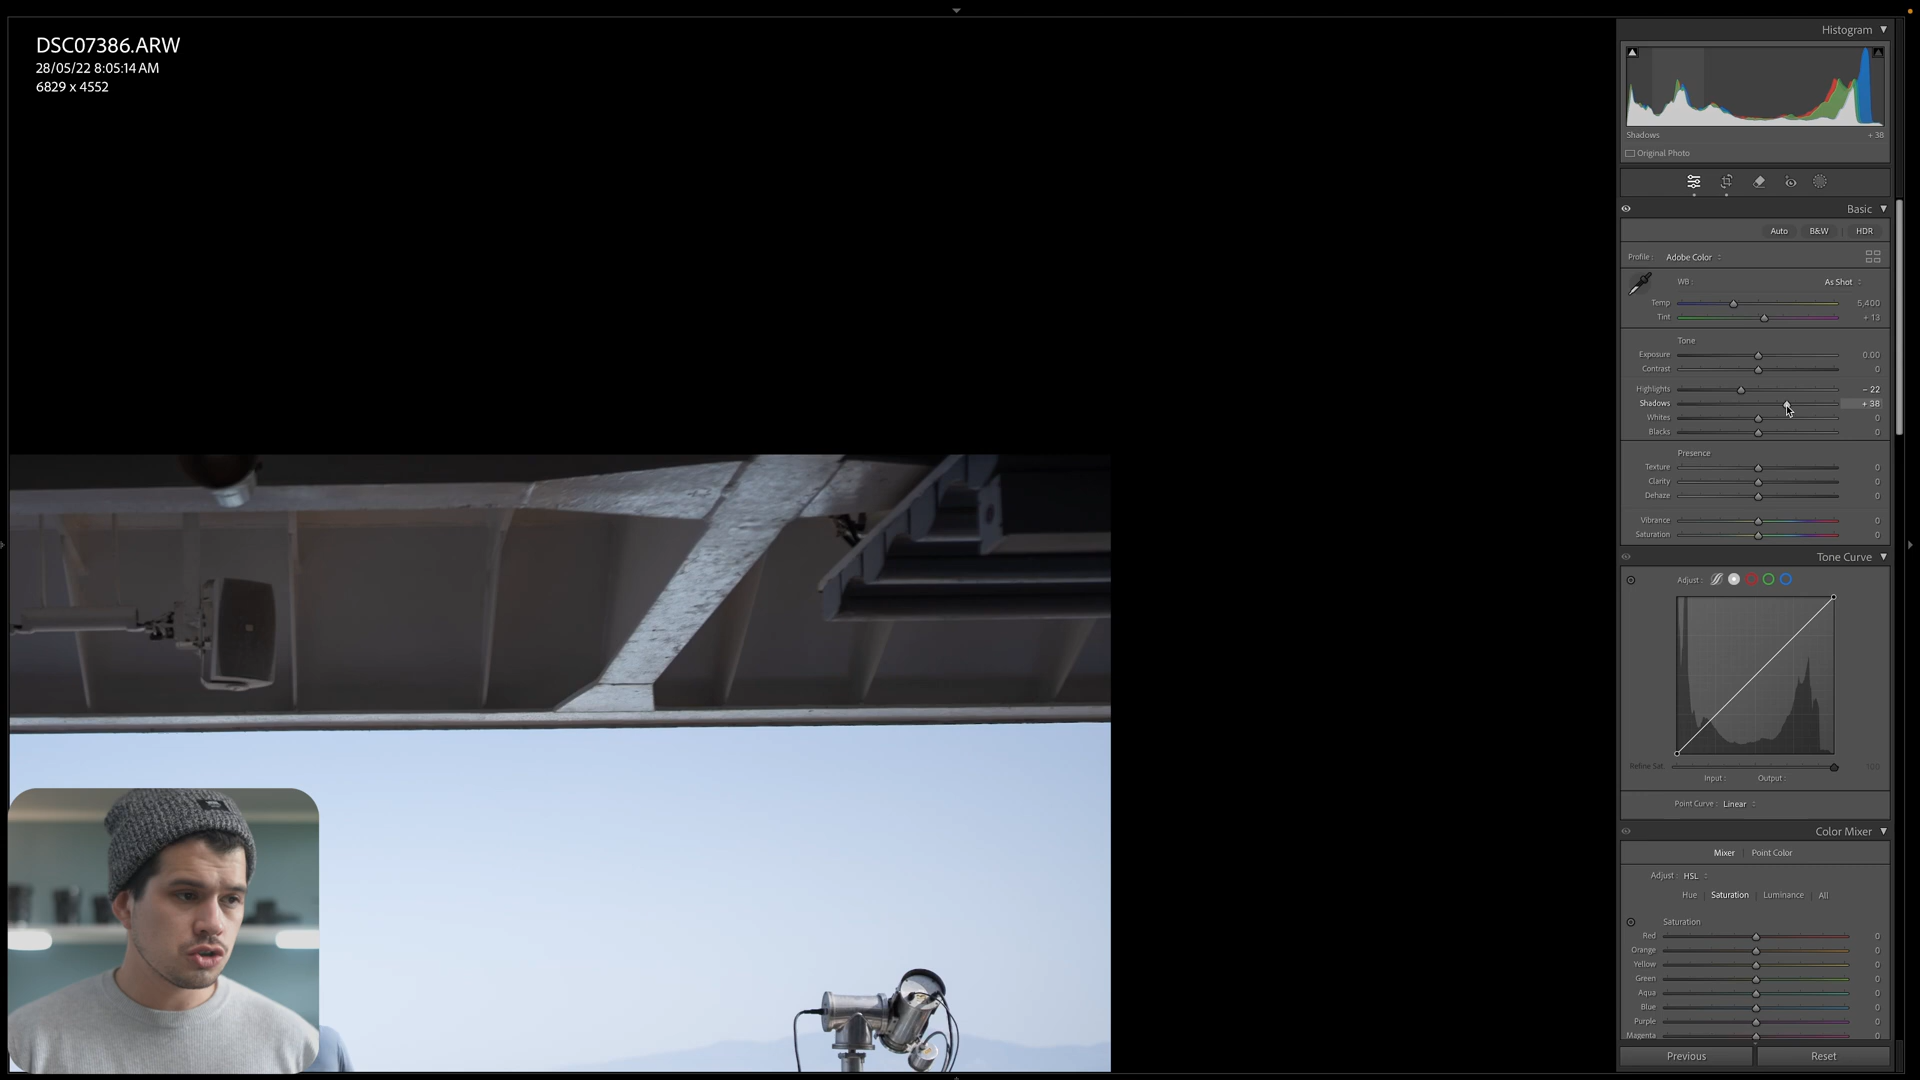 DSC07386.ARW
28/05/22 8:05:14 AM
6829 x 4552
Histogram
Shadows + 38
Original Photo
Basic
Auto B&W HDR
Profile : Adobe Color
WB : As Shot
Temp 5,400
Tint + 13
Tone
Exposure 0.00
Contrast 0
Highlights – 22
Shadows + 38
Whites 0
Blacks 0
Presence
Texture 0
Clarity 0
Dehaze 0
Vibrance 0
Saturation 0
Tone Curve
Adjust :
Refine Sat. 100
Input : Output :
Point Curve : Linear
Color Mixer
Mixer Point Color
Adjust : HSL
Hue Saturation Luminance All
Saturation
Red 0
Orange 0
Yellow 0
Green 0
Aqua 0
Blue 0
Purple 0
Magenta 0
Previous Reset